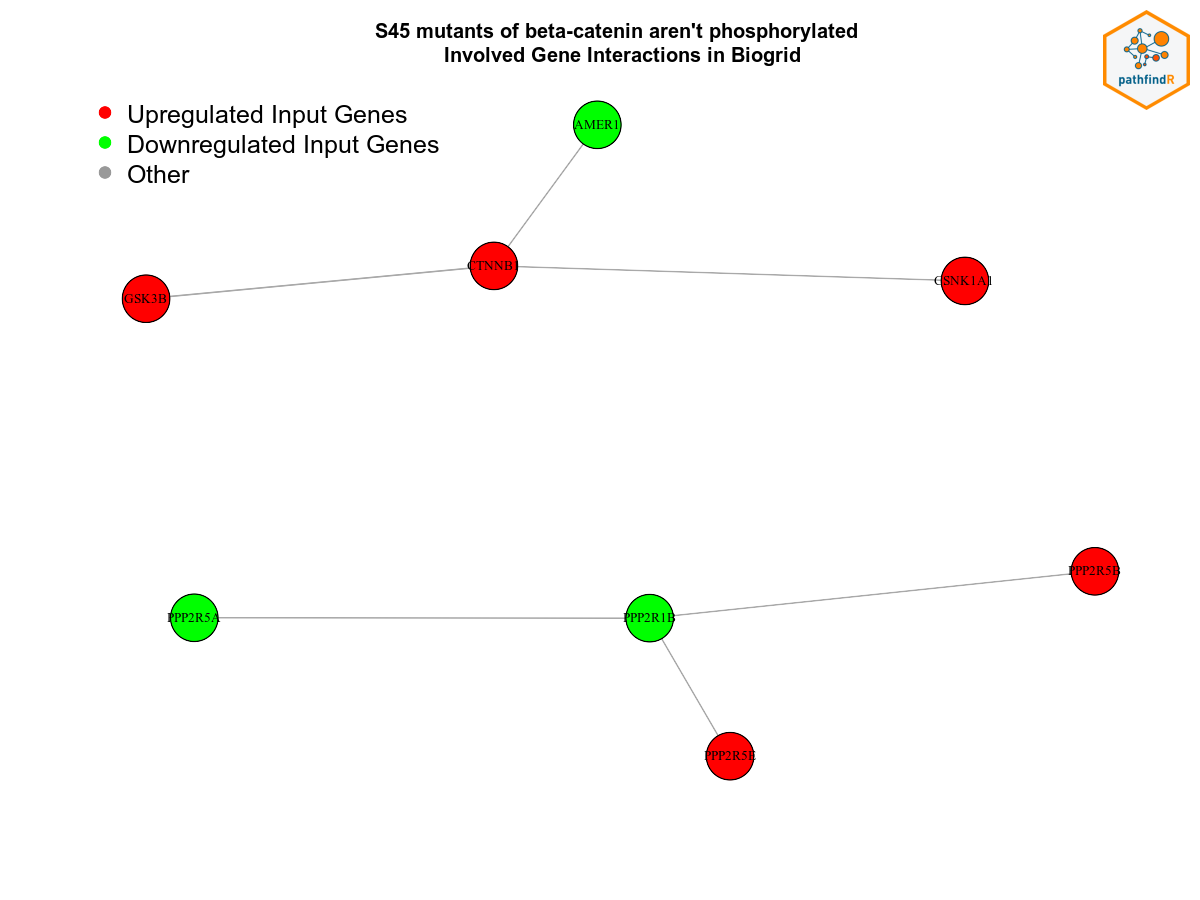 S45 mutants of beta-catenin aren't phosphorylated
Involved Gene Interactions in Biogrid
pathfindR
Upregulated Input Genes
Downregulated Input Genes
Other
AMER1
CTNNB1
GSK3B
CSNK1A1
PPP2R5B
PPP2R5A
PPP2R1B
PPP2R5E